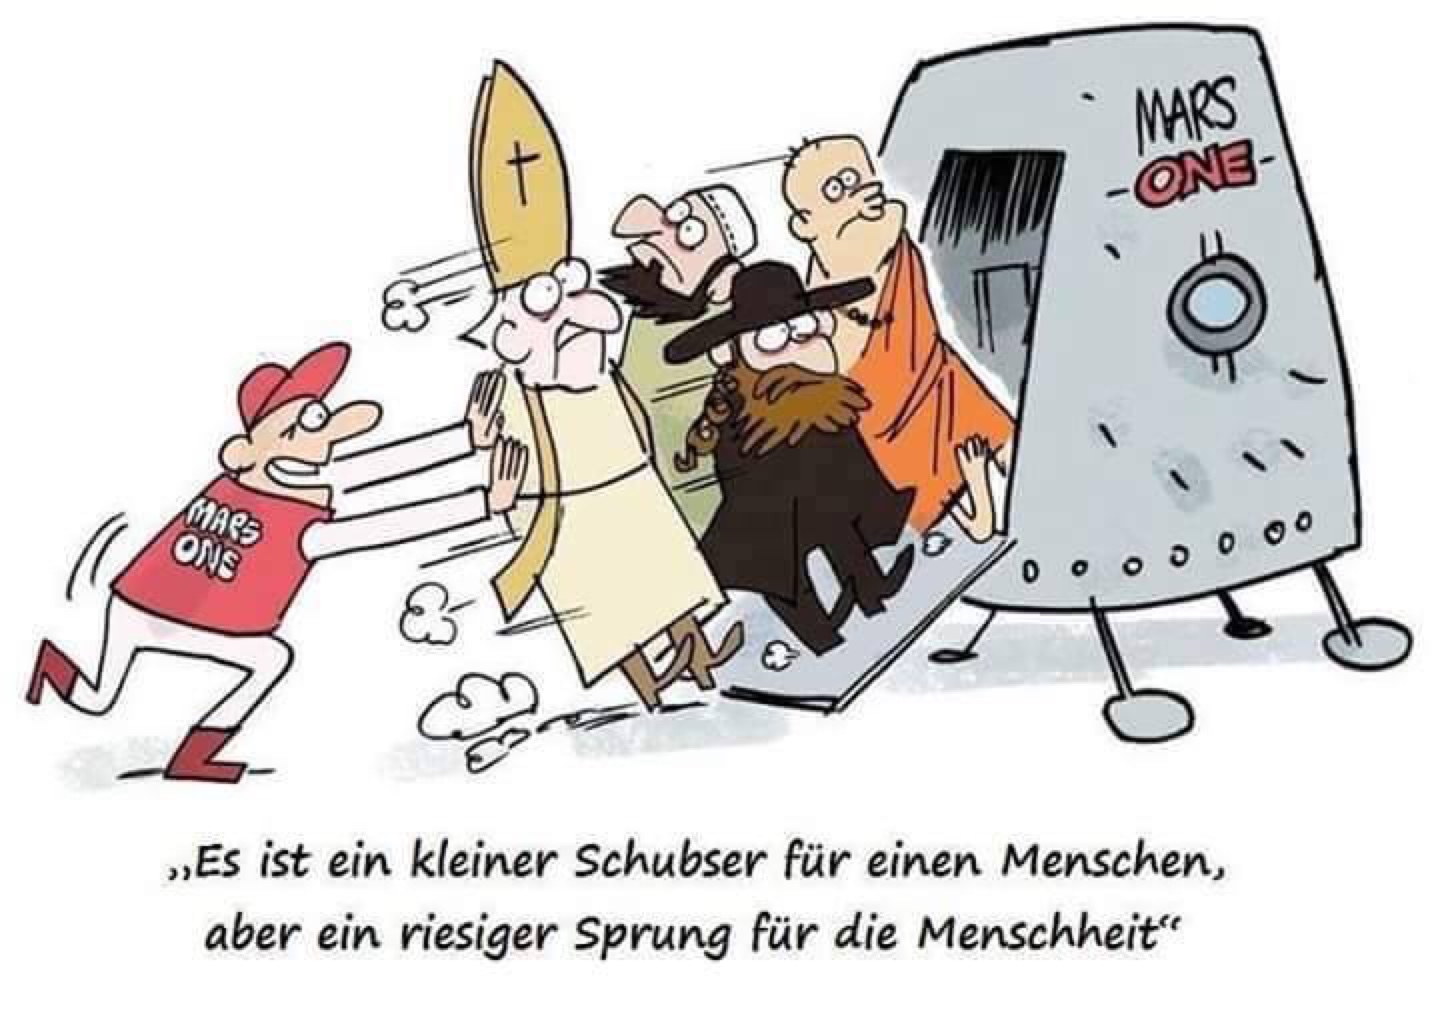 MARS
ONE
MARS
ONE
„Es ist ein kleiner Schubser für einen Menschen,
aber ein riesiger Sprung für die Menschheit“